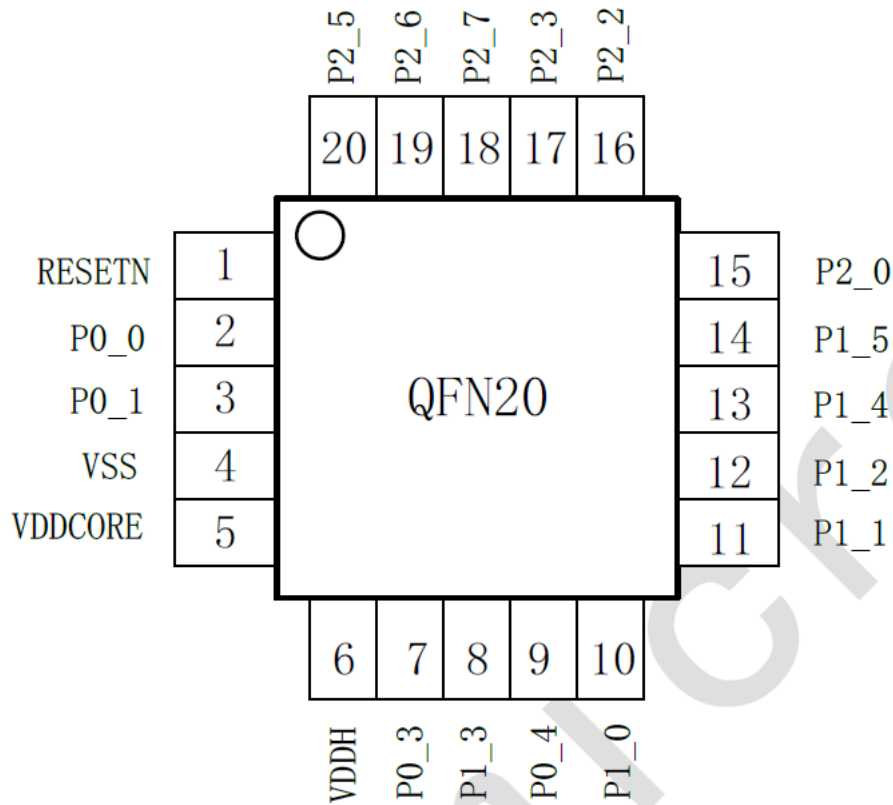 P2_5 P2_6 P2_7 P2_3 P2_2
20 19 18 17 16
RESETN 1 15 P2_0
P0_0 2 14 P1_5
P0_1 3 QFN20 13 P1_4
VSS 4 12 P1_2
VDDCORE 5 11 P1_1
6 7 8 9 10
VDDH P0_3 P1_3 P0_4 P1_0